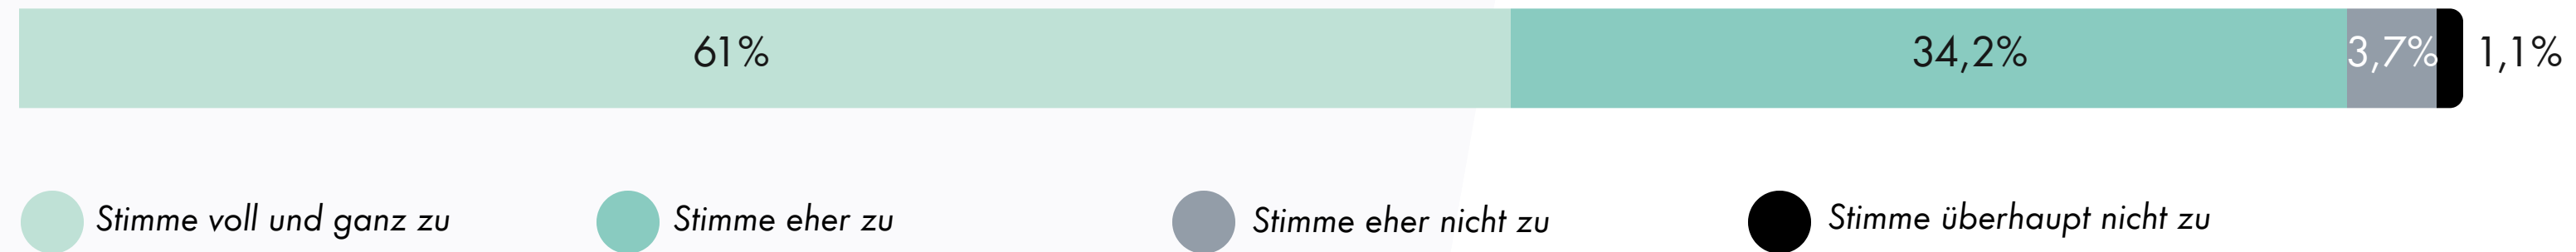 61% 34,2% 3,7% 1,1%
Stimme voll und ganz zu Stimme eher zu Stimme eher nicht zu Stimme überhaupt nicht zu